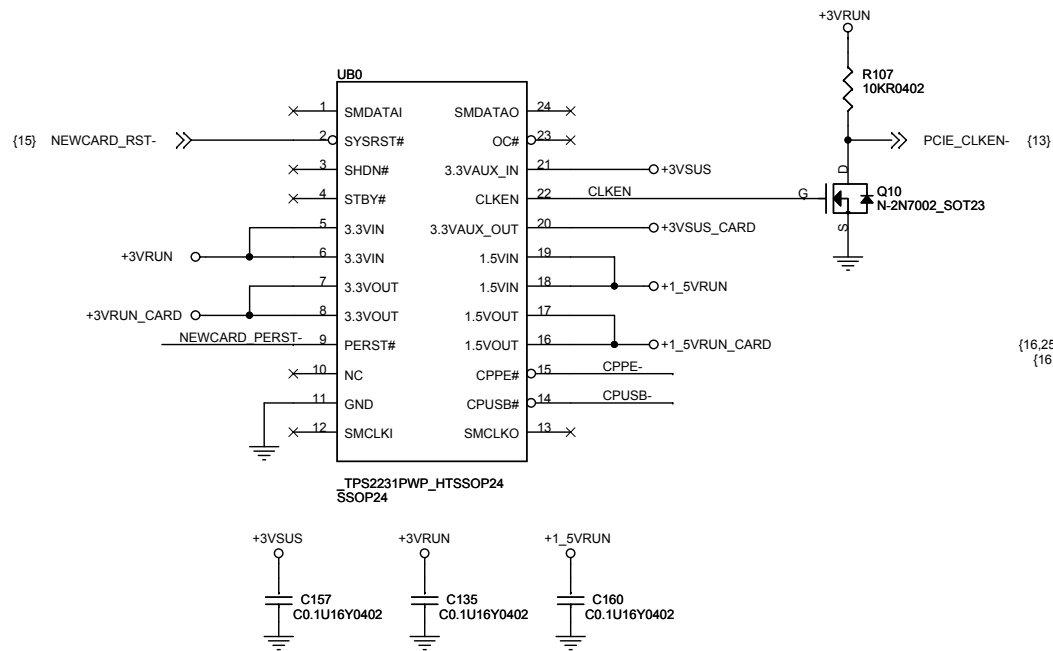 +3VRUN
R107
10KR0402
UB0
1 SMDATAI SMDATAO 24
{15} NEWCARD_RST- 2 SYSRST# OC# 23 PCIE_CLKEN- {13}
3 SHDN# 3.3VAUX_IN 21 +3VSUS
D
4 STBY# CLKEN 22 CLKEN G Q10
N-2N7002_SOT23
S
5 3.3VIN 3.3VAUX_OUT 20 +3VSUS_CARD
+3VRUN 6 3.3VIN 1.5VIN 19
7 3.3VOUT 1.5VIN 18 +1_5VRUN
+3VRUN_CARD 8 3.3VOUT 1.5VOUT 17
NEWCARD_PERST- 9 PERST# 1.5VOUT 16 +1_5VRUN_CARD {16,25
{16
10 NC CPPE# 15 CPPE-
11 GND CPUSB# 14 CPUSB-
12 SMCLKI SMCLKO 13
_TPS2231PWP_HTSSOP24
SSOP24
+3VSUS +3VRUN +1_5VRUN
C157 C135 C160
C0.1U16Y0402 C0.1U16Y0402 C0.1U16Y0402